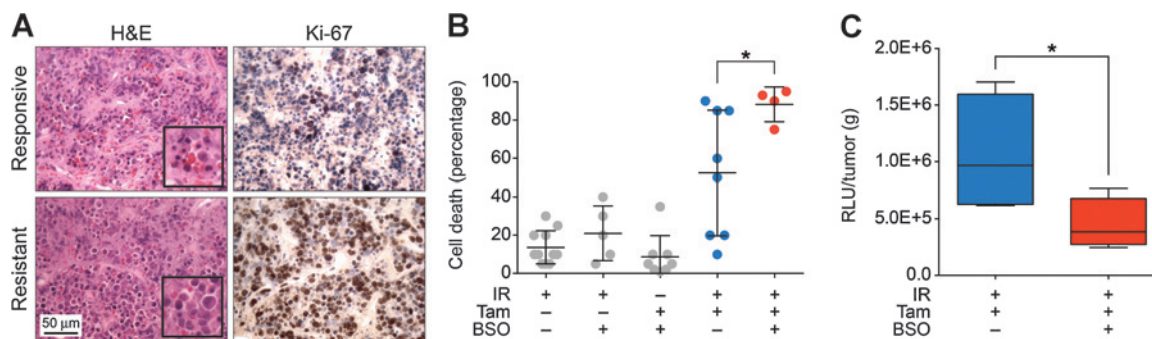 A
H&E
Ki-67
Responsive
Resistant
50 µm
B
Cell death (percentage)
100
80
60
40
20
0
*
IR + + – + +
Tam – – + + +
BSO – + + – +
C
RLU/tumor (g)
2.0E+6
1.5E+6
1.0E+6
5.0E+5
0.0
*
IR + +
Tam + +
BSO – +